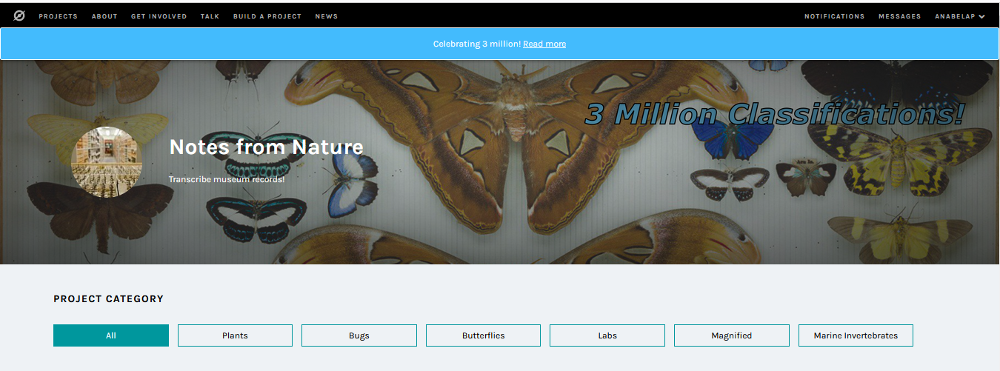 PROJECTS ABOUT GET INVOLVED TALK BUILD A PROJECT NEWS NOTIFICATIONS MESSAGES ANABELAP
Celebrating 3 million! Read more
3 Million Classifications!
Notes from Nature
Transcribe museum records!
PROJECT CATEGORY
All Plants Bugs Butterflies Labs Magnified Marine Invertebrates